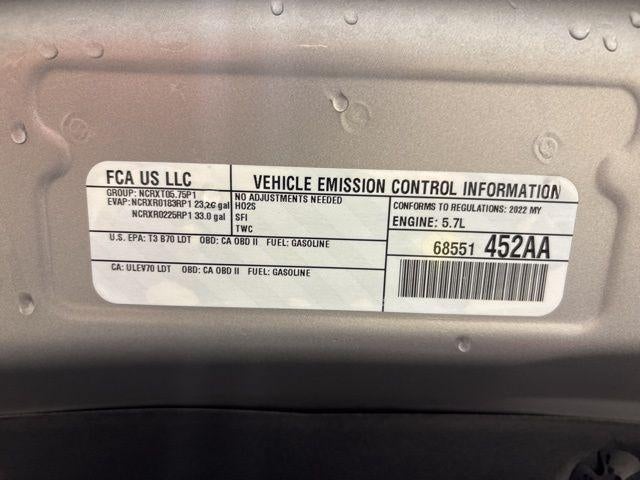 FCA US LLC
GROUP: NCRXT05.75P1
EVAP:NCRXR0183RP1 23,26 gal
NCRXR0225RP1 33.0 gal
VEHICLE EMISSION CONTROL INFORMATION
NO ADJUSTMENTS NEEDED
HO2S
SFI
TWC
CONFORMS TO REGULATIONS: 2022 MY
ENGINE: 5.7L
U.S. EPA: T3 B70 LDT OBD: CA OBD II FUEL: GASOLINE
68551 452AA
CA: ULEV70 LDT OBD: CA OBD II FUEL: GASOLINE